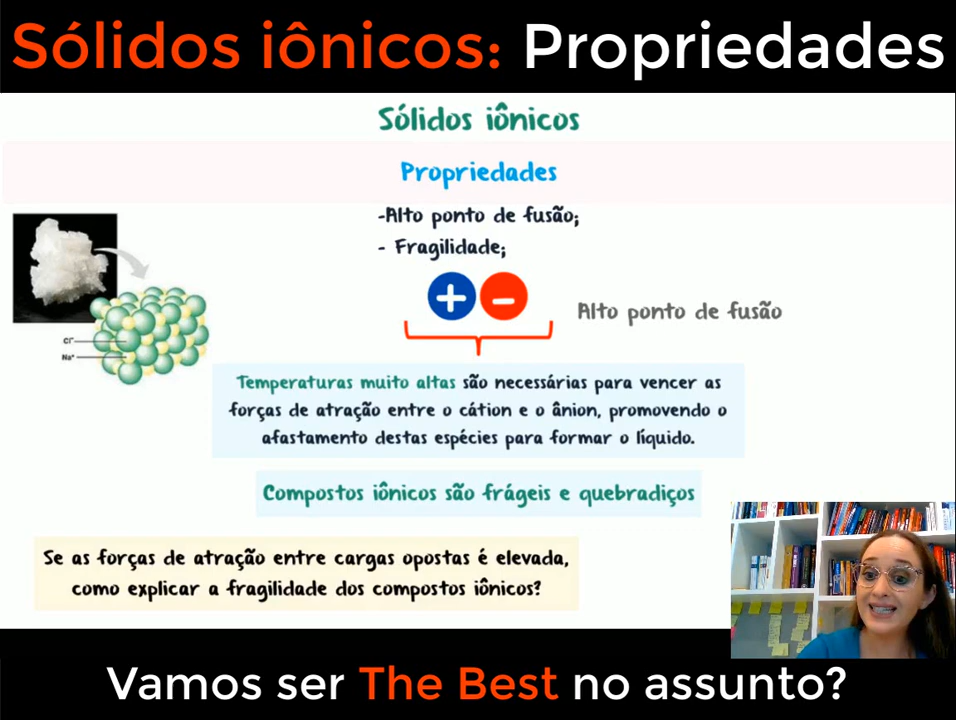 Sólidos iônicos: Propriedades
Sólidos iônicos
Propriedades
-Alto ponto de fusão;
- Fragilidade;
+ -
Alto ponto de fusão
Cl⁻
Na⁺
Temperaturas muito altas são necessárias para vencer as
forças de atração entre o cátion e o ânion, promovendo o
afastamento destas espécies para formar o líquido.
Compostos iônicos são frágeis e quebradiços
Se as forças de atração entre cargas opostas é elevada,
como explicar a fragilidade dos compostos iônicos?
Vamos ser The Best no assunto?